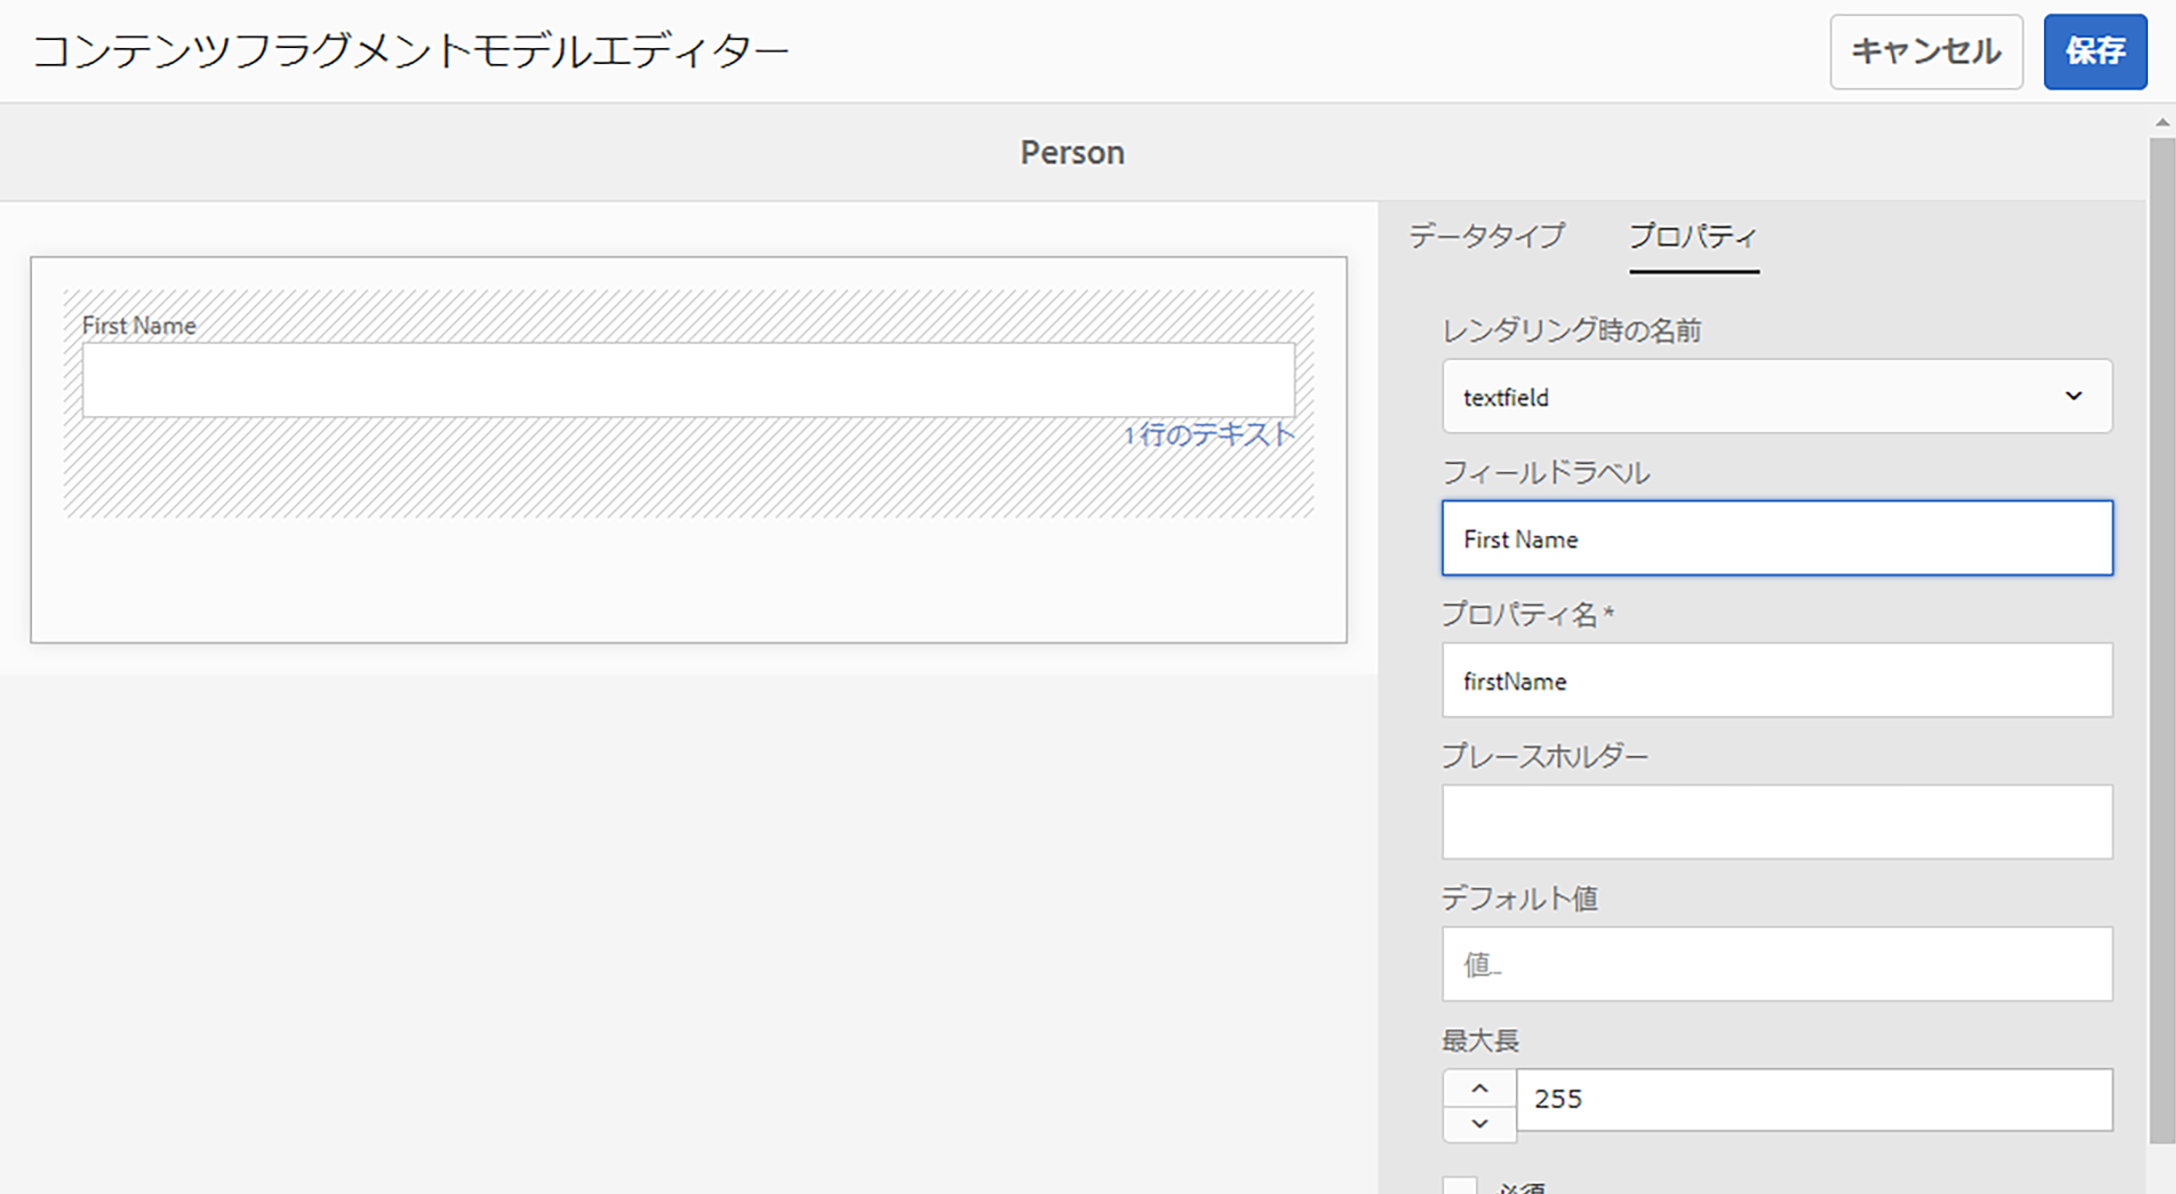 コンテンツフラグメントモデルエディター
キャンセル
保存
Person
First Name
1 行のテキスト
データタイプ
プロパティ
レンダリング時の名前
textfield
フィールドラベル
First Name
プロパティ名 *
firstName
プレースホルダー
デフォルト値
値...
最大長
255
必須